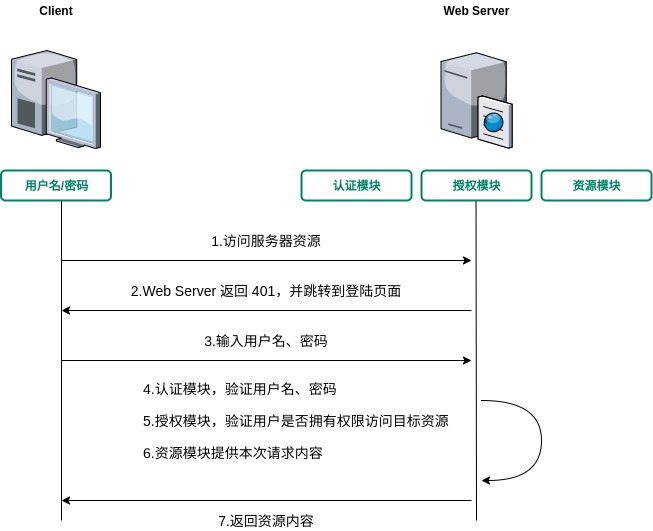 Client
Web Server
用户名/密码
认证模块
授权模块
资源模块
1.访问服务器资源
2.Web Server 返回 401，并跳转到登陆页面
3.输入用户名、密码
4.认证模块，验证用户名、密码
5.授权模块，验证用户是否拥有权限访问目标资源
6.资源模块提供本次请求内容
7.返回资源内容